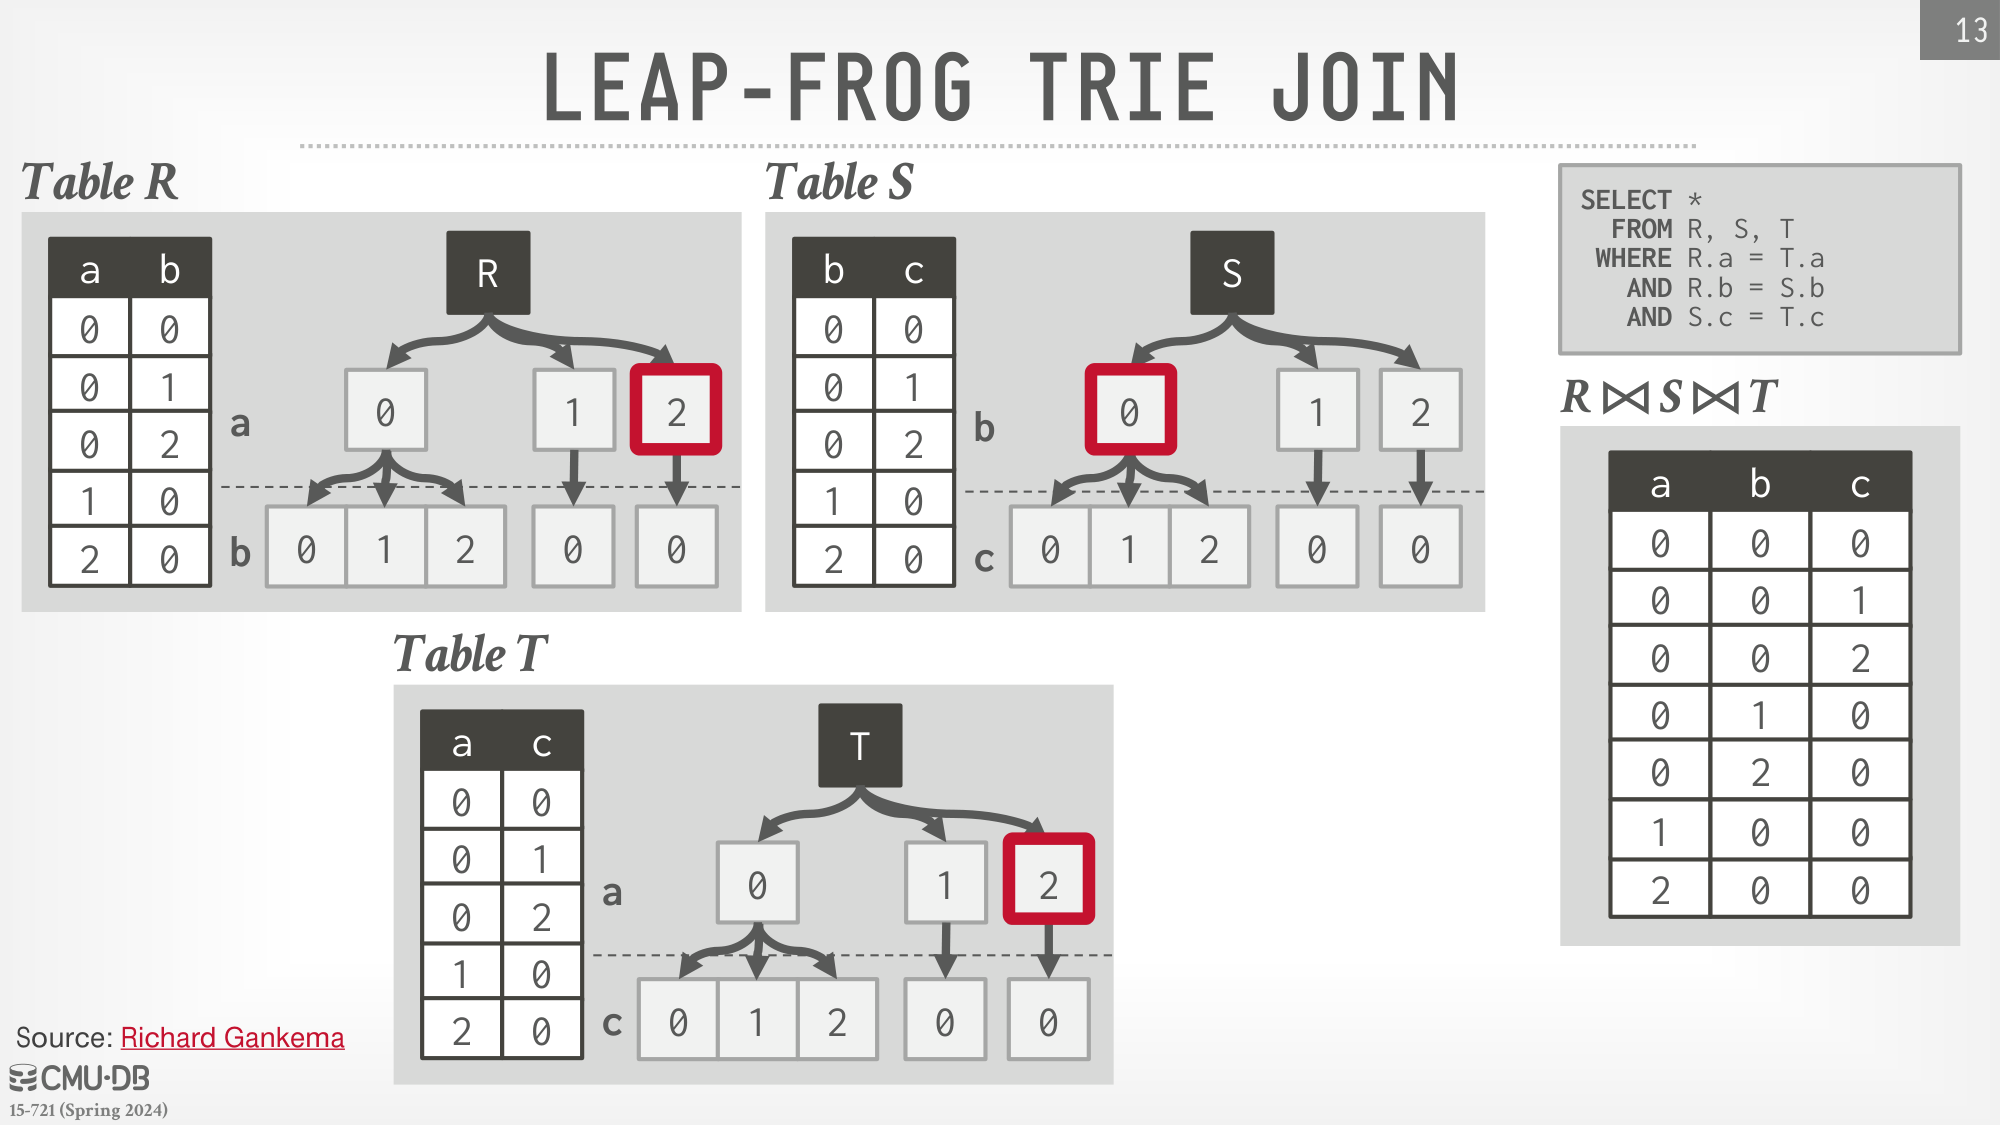 13
LEAP-FROG TRIE JOIN
Table R
a b
0 0
0 1
0 2
1 0
2 0
R
a
0 1 2
b
0 1 2 0 0
Table S
b c
0 0
0 1
0 2
1 0
2 0
S
b
0 1 2
c
0 1 2 0 0
SELECT *
FROM R, S, T
WHERE R.a = T.a
AND R.b = S.b
AND S.c = T.c
R⋈S⋈T
a b c
0 0 0
0 0 1
0 0 2
0 1 0
0 2 0
1 0 0
2 0 0
Table T
a c
0 0
0 1
0 2
1 0
2 0
T
a
0 1 2
c
0 1 2 0 0
Source: Richard Gankema
CMU·DB
15-721 (Spring 2024)